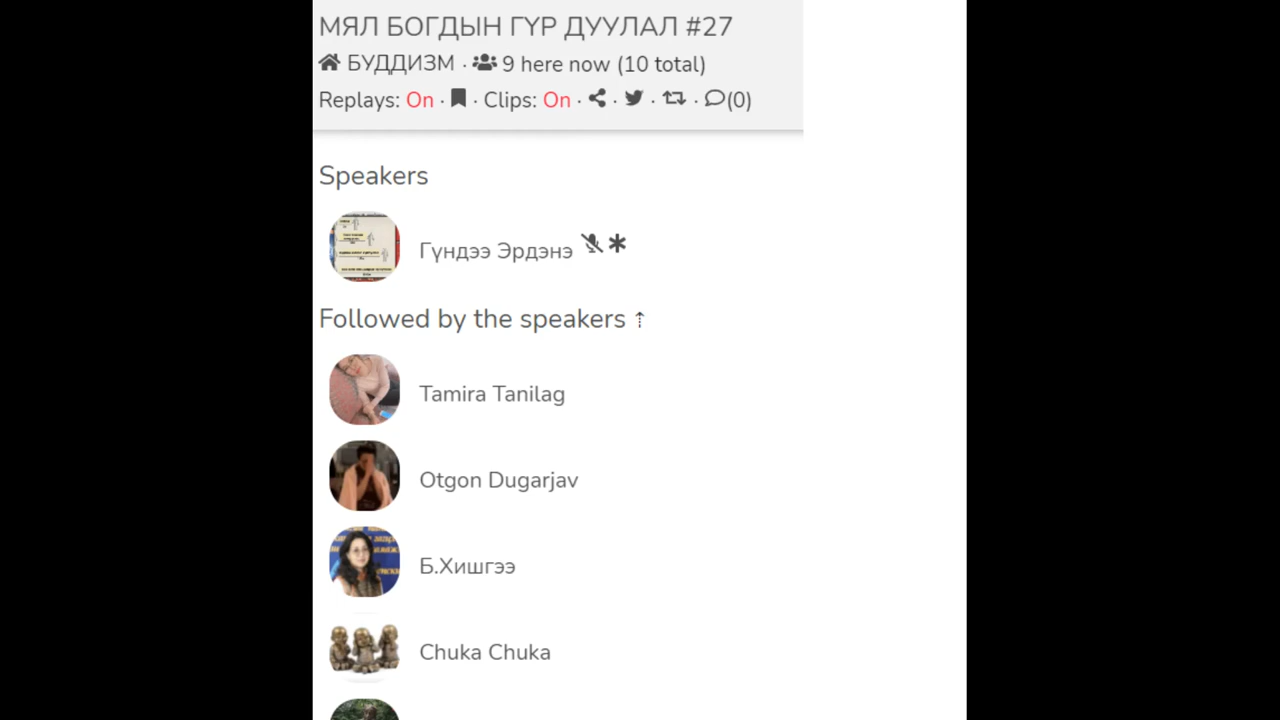 МЯЛ БОГДЫН ГҮР ДУУЛАЛ #27
БУДДИЗМ · 9 here now (10 total)
Replays: On · · Clips: On · · · · (0)
Speakers
Гүндээ Эрдэнэ
Followed by the speakers ⇡
Tamira Tanilag
Otgon Dugarjav
Б.Хишгээ
Chuka Chuka